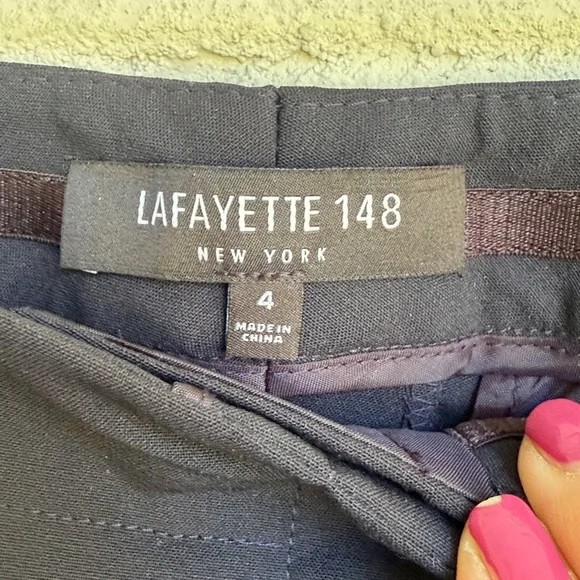 LAFAYETTE 148
NEW YORK
4
MADE IN
CHINA